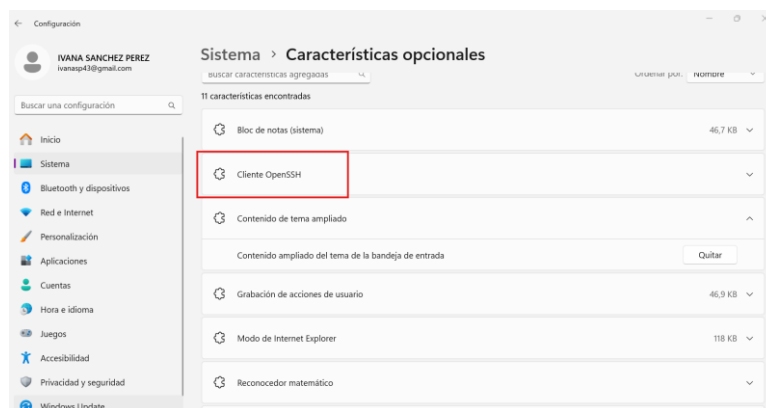 Configuración
IVANA SANCHEZ PEREZ
ivanasp43@gmail.com
Buscar una configuración
Inicio
Sistema
Bluetooth y dispositivos
Red e Internet
Personalización
Aplicaciones
Cuentas
Hora e idioma
Juegos
Accesibilidad
Privacidad y seguridad
Windows Update
Sistema > Características opcionales
Buscar características agregadas
Ordenar por: Nombre
11 características encontradas
Bloc de notas (sistema) 46,7 KB
Cliente OpenSSH
Contenido de tema ampliado
Contenido ampliado del tema de la bandeja de entrada Quitar
Grabación de acciones de usuario 46,9 KB
Modo de Internet Explorer 118 KB
Reconocedor matemático